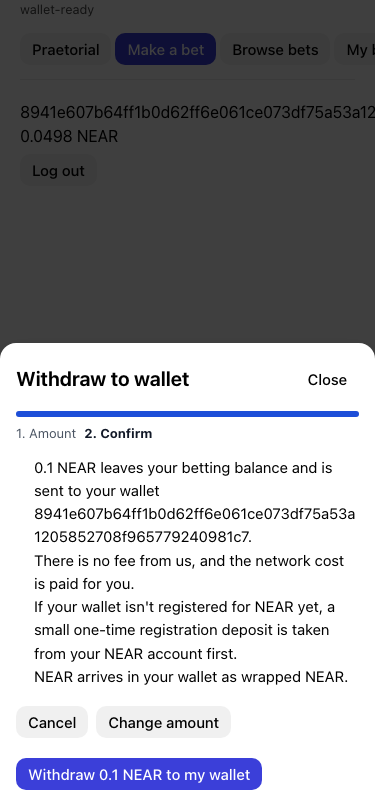 wallet-ready
Praetorial Make a bet Browse bets My b
8941e607b64ff1b0d62ff6e061ce073df75a53a12
0.0498 NEAR
Log out
Withdraw to wallet Close
1. Amount 2. Confirm
0.1 NEAR leaves your betting balance and is
sent to your wallet
8941e607b64ff1b0d62ff6e061ce073df75a53a
1205852708f965779240981c7.
There is no fee from us, and the network cost
is paid for you.
If your wallet isn't registered for NEAR yet, a
small one-time registration deposit is taken
from your NEAR account first.
NEAR arrives in your wallet as wrapped NEAR.
Cancel Change amount
Withdraw 0.1 NEAR to my wallet